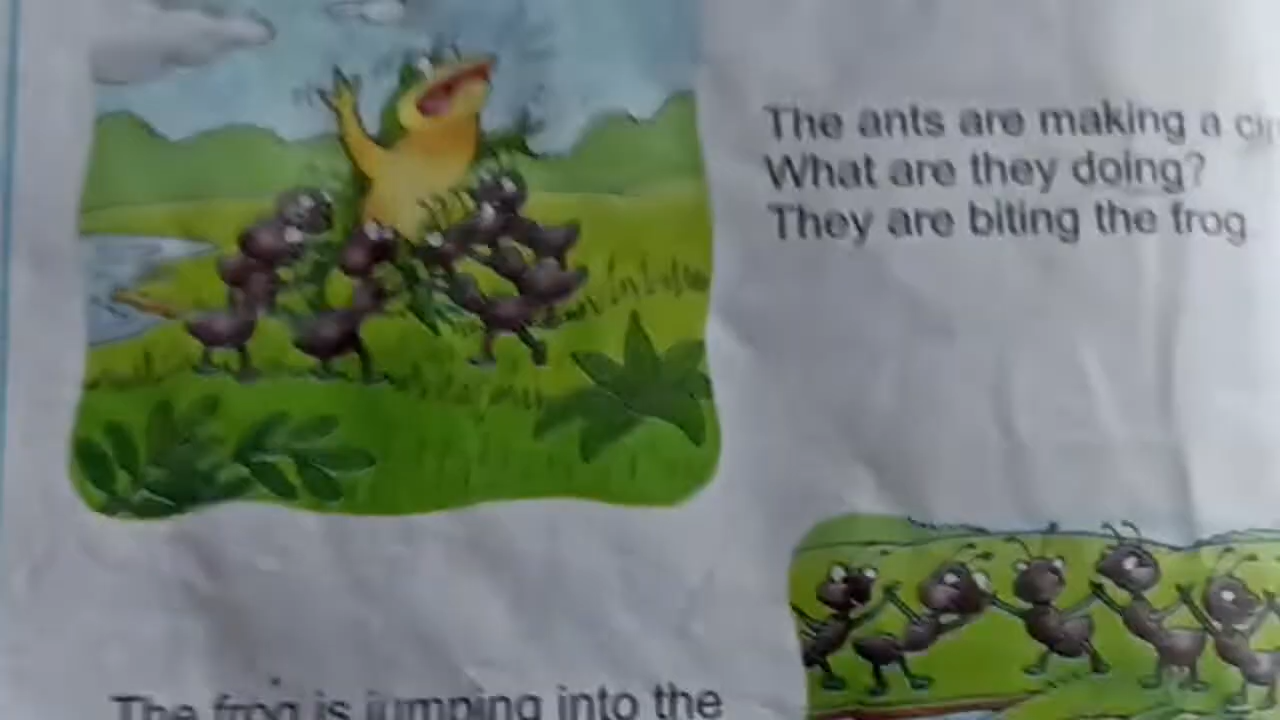 The ants are making a
What are they doing?
They are biting the frog
The frog is jumping into the